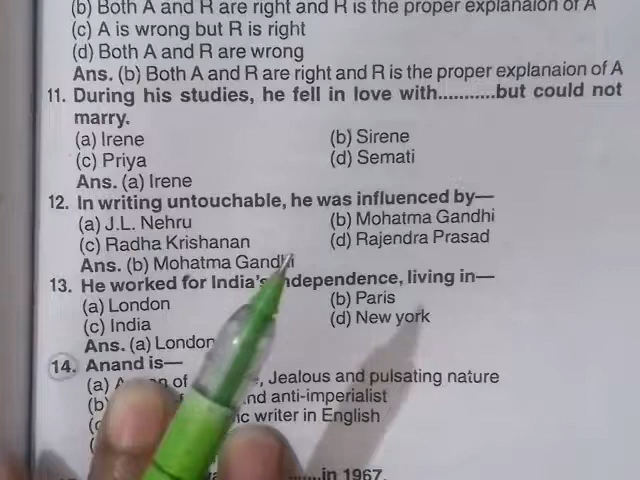 (b) Both A and R are right and R is the proper explanaion of A
(c) A is wrong but R is right
(d) Both A and R are wrong
Ans. (b) Both A and R are right and R is the proper explanaion of A
11. During his studies, he fell in love with...........but could not
marry.
(a) Irene (b) Sirene
(c) Priya (d) Semati
Ans. (a) Irene
12. In writing untouchable, he was influenced by—
(a) J.L. Nehru (b) Mohatma Gandhi
(c) Radha Krishanan (d) Rajendra Prasad
Ans. (b) Mohatma Gandhi
13. He worked for India's independence, living in—
(a) London (b) Paris
(c) India (d) New york
Ans. (a) London
14. Anand is—
(a) of Jealous and pulsating nature
(b) and anti-imperialist
writer in English
in 1967.